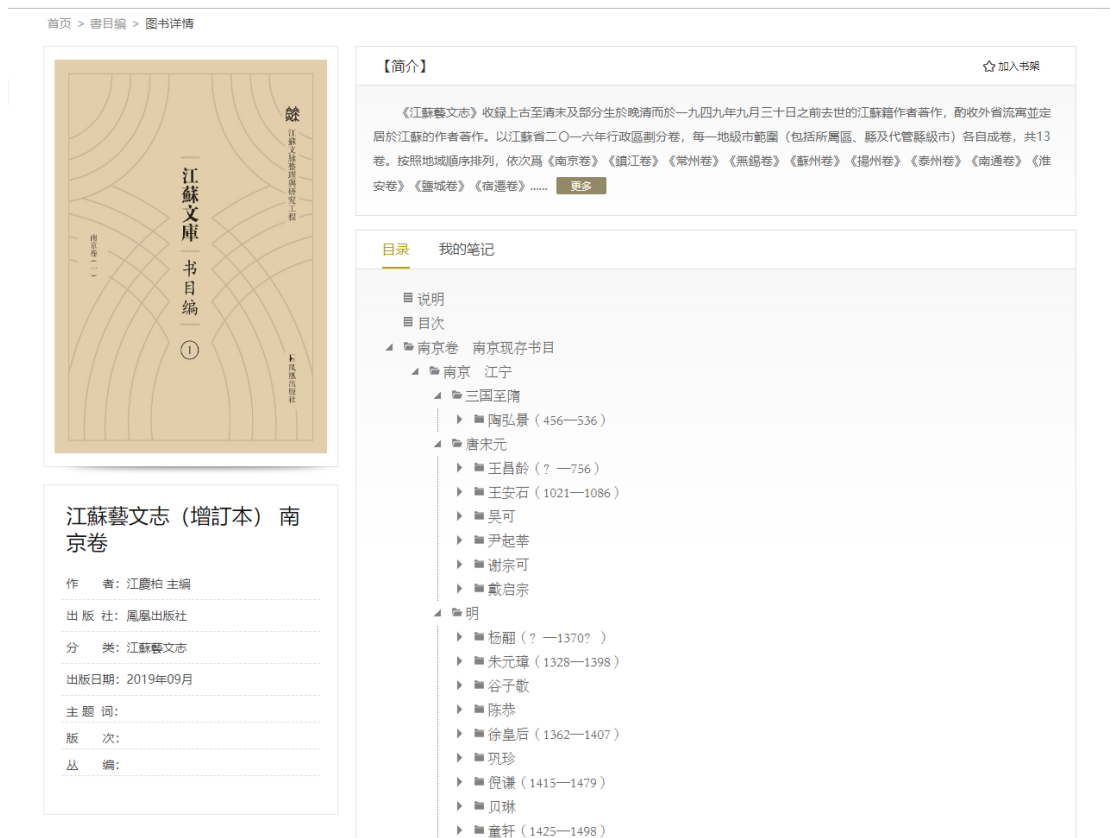 首页 > 書目编 > 图书详情
江蘇文脉整理與研究工程
江蘇文庫
书目编
①
南京卷(一)
凤凰出版社
江蘇藝文志（增訂本） 南
京卷
作 者：江慶柏 主编
出 版 社：鳳凰出版社
分 类：江蘇藝文志
出版日期：2019年09月
主 题 词：
版 次：
丛 编：
【简介】
加入书架
《江蘇藝文志》收録上古至清末及部分生於晚清而於一九四九年九月三十日之前去世的江蘇籍作者著作，酌收外省流寓並定
居於江蘇的作者著作。以江蘇省二〇一六年行政區劃分卷，每一地級市範圍（包括所屬區、縣及代管縣級市）各自成卷，共13
卷。按照地域順序排列，依次爲《南京卷》《鎮江卷》《常州卷》《無錫卷》《蘇州卷》《揚州卷》《泰州卷》《南通卷》《淮
安卷》《鹽城卷》《宿遷卷》...... 更多
目录 我的笔记
说明
目次
南京卷 南京现存书目
南京 江宁
三国至隋
陶弘景（456—536）
唐宋元
王昌龄（？—756）
王安石（1021—1086）
吴可
尹起莘
谢宗可
戴启宗
明
杨翮（？—1370？）
朱元璋（1328—1398）
谷子敬
陈恭
徐皇后（1362—1407）
巩珍
倪谦（1415—1479）
贝琳
童轩（1425—1498）